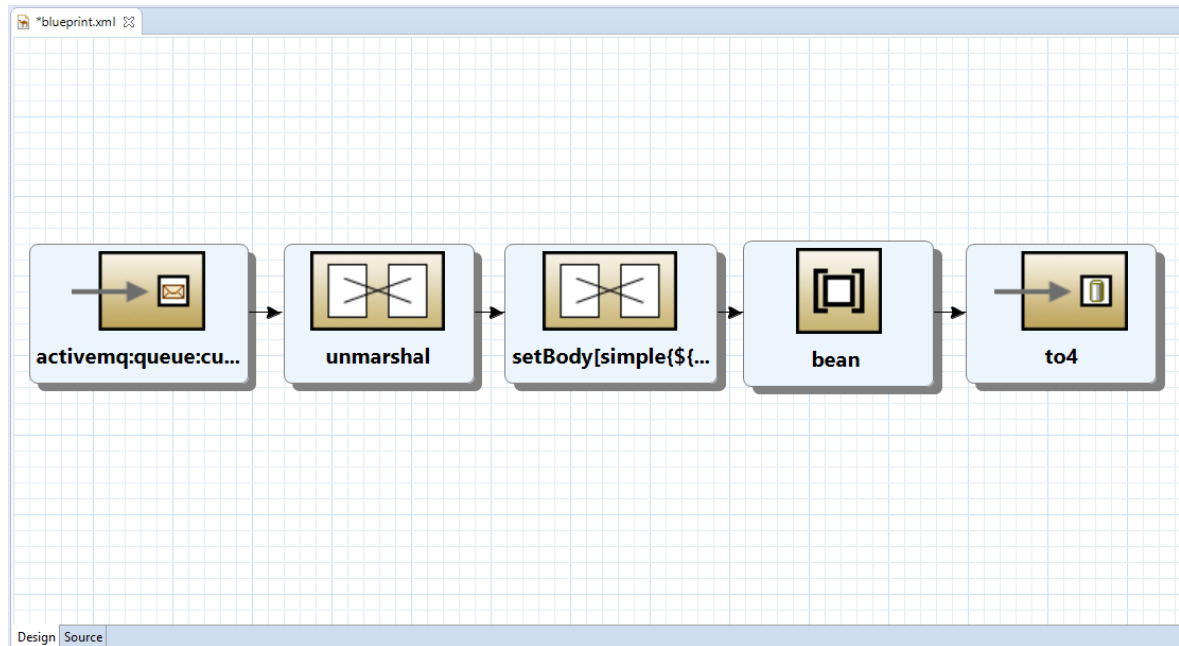 *blueprint.xml
activemq:queue:cu...
unmarshal
setBody[simple{${...
bean
to4
Design
Source